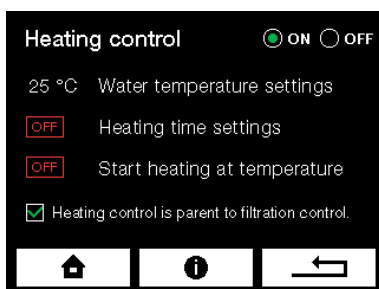 Heating control ON OFF
25 °C Water temperature settings
OFF Heating time settings
OFF Start heating at temperature
Heating control is parent to filtration control.